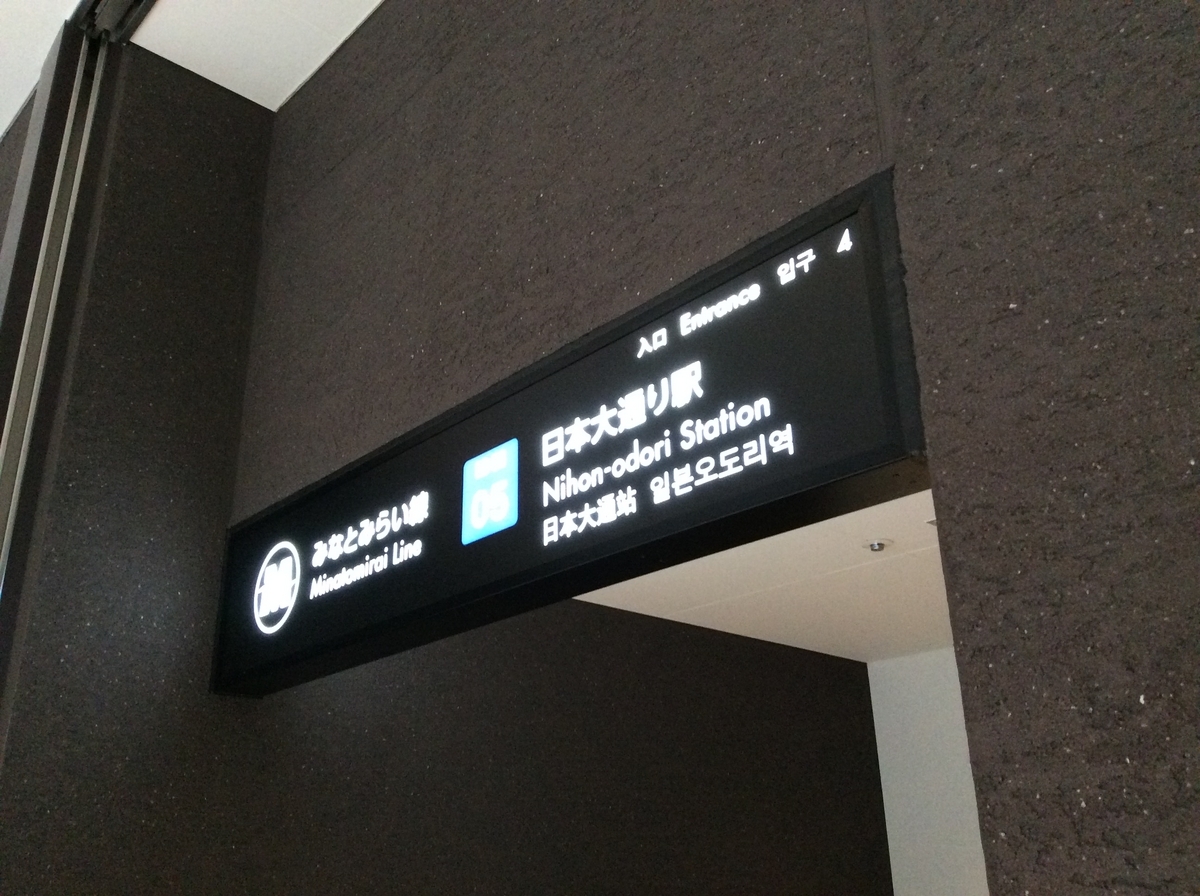 みなとみらい線
Minatomirai Line
05
入口 Entrance 입구 4
日本大通り駅
Nihon-odori Station
日本大通站 일본오도리역